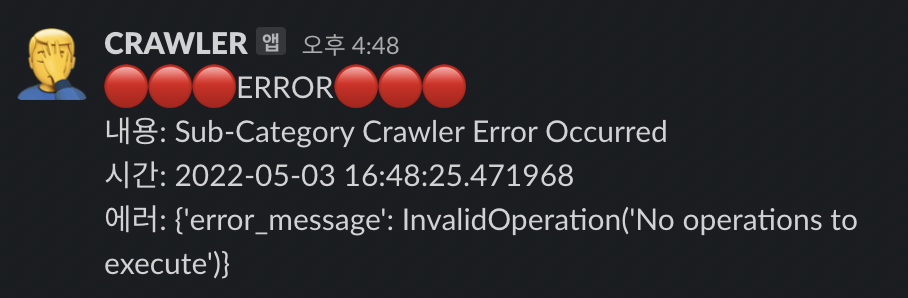 CRAWLER 앱 오후 4:48
🔴🔴🔴ERROR🔴🔴🔴
내용: Sub-Category Crawler Error Occurred
시간: 2022-05-03 16:48:25.471968
에러: {'error_message': InvalidOperation('No operations to
execute')}